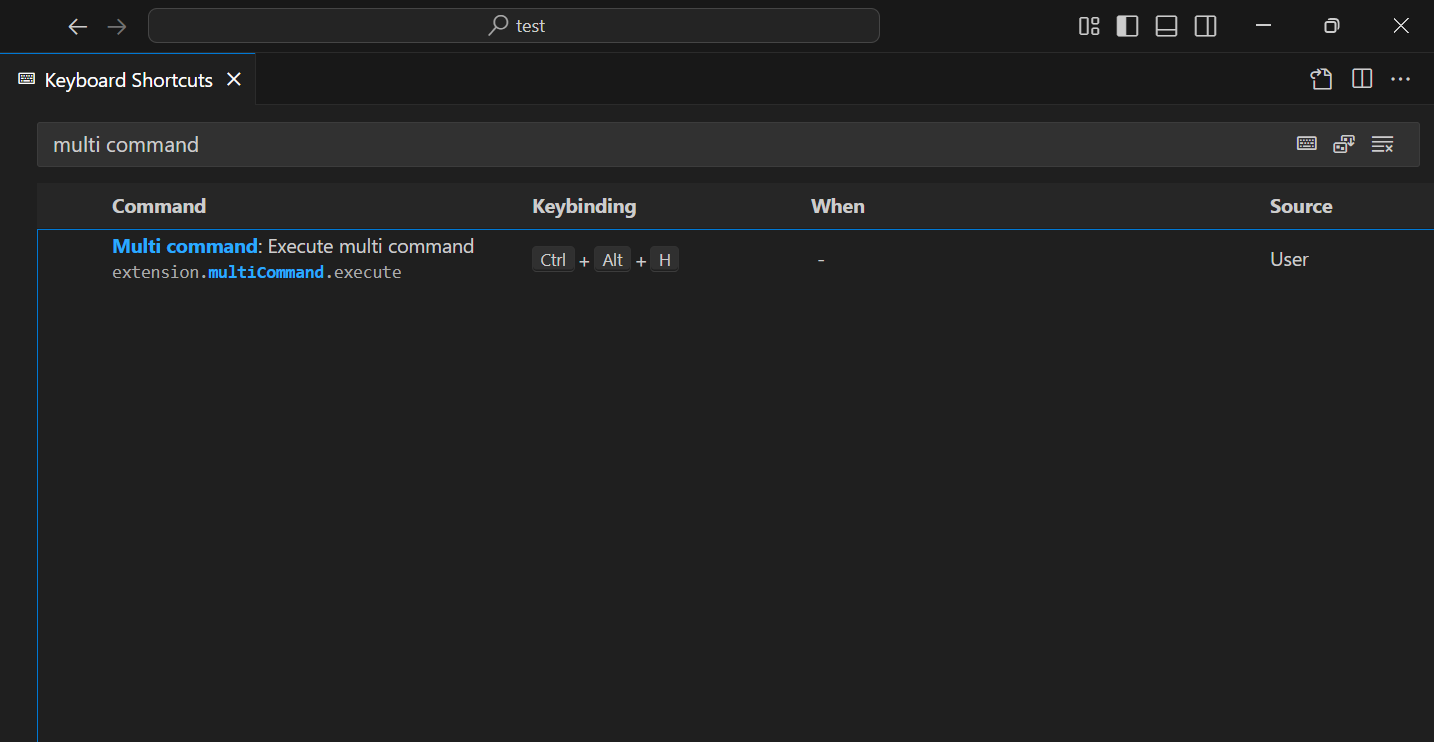 test
Keyboard Shortcuts
multi command
Command Keybinding When Source
Multi command: Execute multi command
extension.multiCommand.execute
Ctrl + Alt + H - User